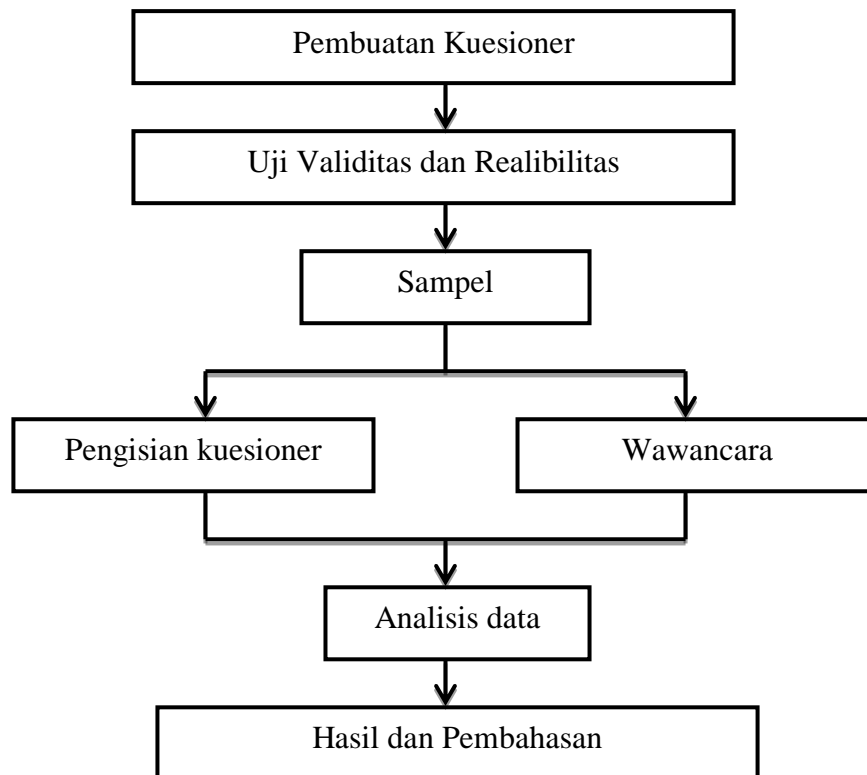 Pembuatan Kuesioner
Uji Validitas dan Realibilitas
Sampel
Pengisian kuesioner
Wawancara
Analisis data
Hasil dan Pembahasan